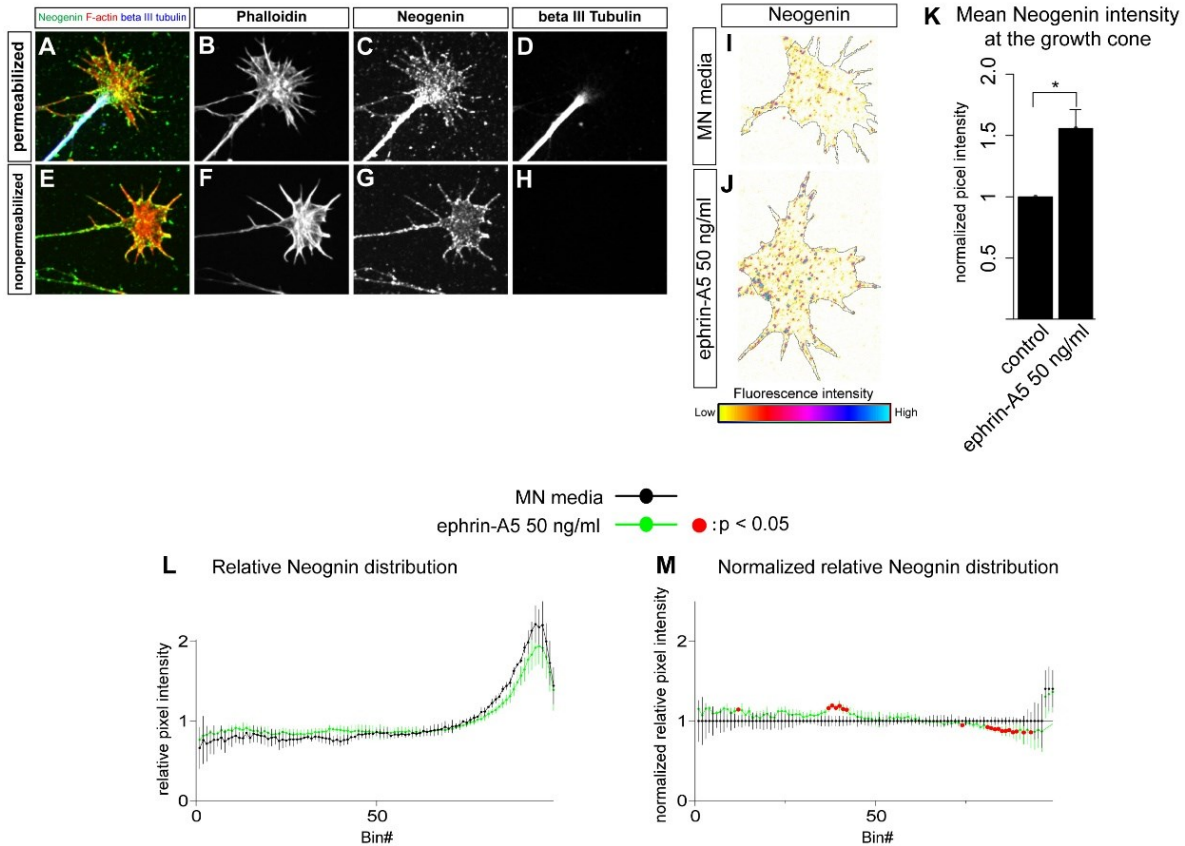 Neogenin F-actin beta III tubulin
Phalloidin
Neogenin
beta III Tubulin
permeabilized
A
B
C
D
nonpermeabilized
E
F
G
H
Neogenin
MN media
I
ephrin-A5 50 ng/ml
J
Fluorescence intensity
Low
High
K Mean Neogenin intensity
at the growth cone
normalized picel intensity
2.0
1.5
1
0.5
control
ephrin-A5 50 ng/ml
*
MN media
ephrin-A5 50 ng/ml
:p < 0.05
L Relative Neognin distribution
relative pixel intensity
2
1
0
0
50
Bin#
M Normalized relative Neognin distribution
normalized relative pixel intensity
2
1
0
0
50
Bin#